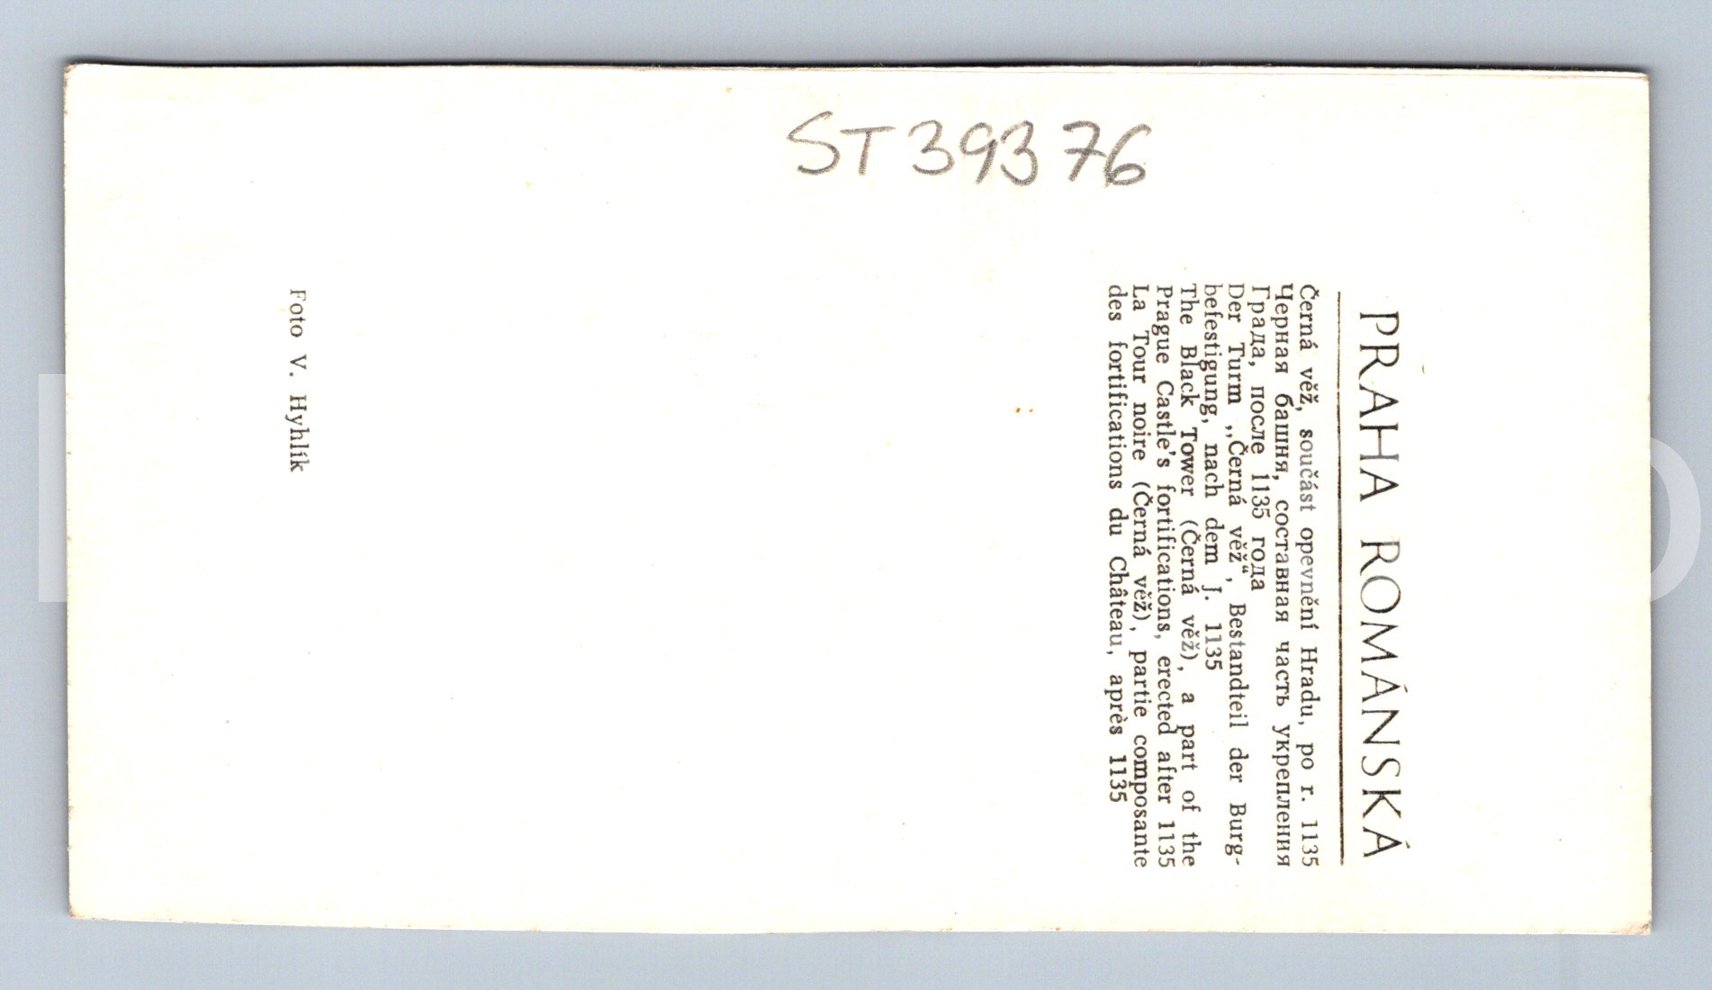 ST39376
PRAHA ROMÁNSKÁ
Černá věž, součást opevnění Hradu, po r. 1135
Черная башня, составная часть укрепления
Града, после 1135 года
Der Turm „Černá věž“, Bestandteil der Burg-
befestigung, nach dem J. 1135
The Black Tower (Černá věž), a part of the
Prague Castle's fortifications, erected after 1135
La Tour noire (Černá věž), partie composante
des fortifications du Château, après 1135
Foto V. Hyhlík